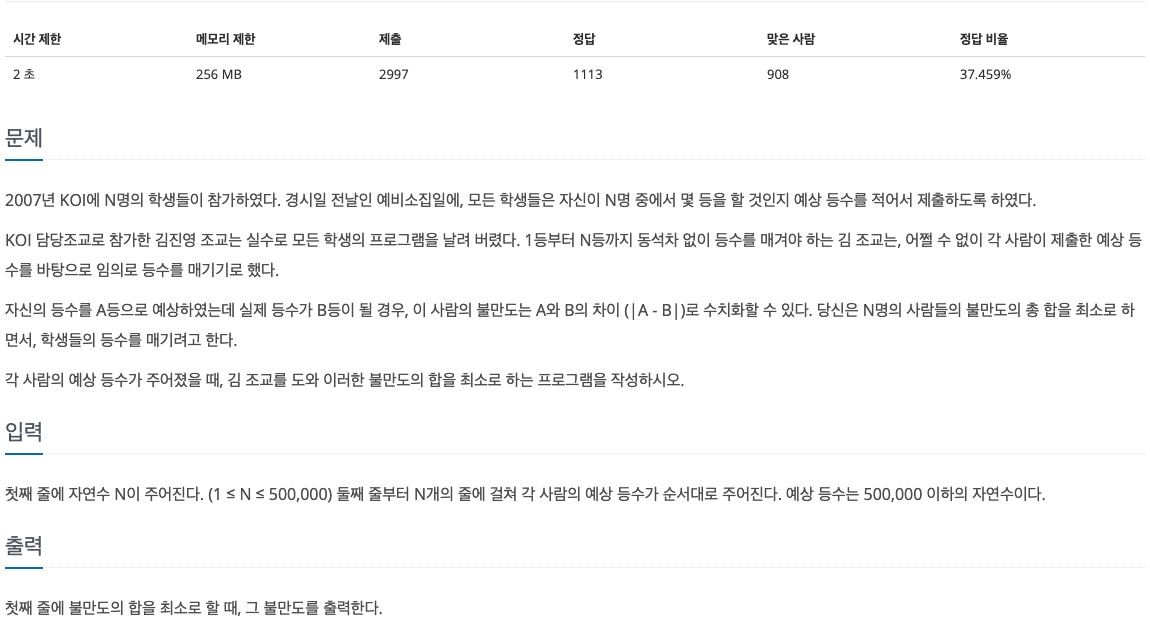 시간 제한 메모리 제한 제출 정답 맞은 사람 정답 비율
2 초 256 MB 2997 1113 908 37.459%
문제
2007년 KOI에 N명의 학생들이 참가하였다. 경시일 전날인 예비소집일에, 모든 학생들은 자신이 N명 중에서 몇 등을 할 것인지 예상 등수를 적어서 제출하도록 하였다.
KOI 담당조교로 참가한 김진영 조교는 실수로 모든 학생의 프로그램을 날려 버렸다. 1등부터 N등까지 동석차 없이 등수를 매겨야 하는 김 조교는, 어쩔 수 없이 각 사람이 제출한 예상 등
수를 바탕으로 임의로 등수를 매기기로 했다.
자신의 등수를 A등으로 예상하였는데 실제 등수가 B등이 될 경우, 이 사람의 불만도는 A와 B의 차이 (|A - B|)로 수치화할 수 있다. 당신은 N명의 사람들의 불만도의 총 합을 최소로 하
면서, 학생들의 등수를 매기려고 한다.
각 사람의 예상 등수가 주어졌을 때, 김 조교를 도와 이러한 불만도의 합을 최소로 하는 프로그램을 작성하시오.
입력
첫째 줄에 자연수 N이 주어진다. (1 ≤ N ≤ 500,000) 둘째 줄부터 N개의 줄에 걸쳐 각 사람의 예상 등수가 순서대로 주어진다. 예상 등수는 500,000 이하의 자연수이다.
출력
첫째 줄에 불만도의 합을 최소로 할 때, 그 불만도를 출력한다.